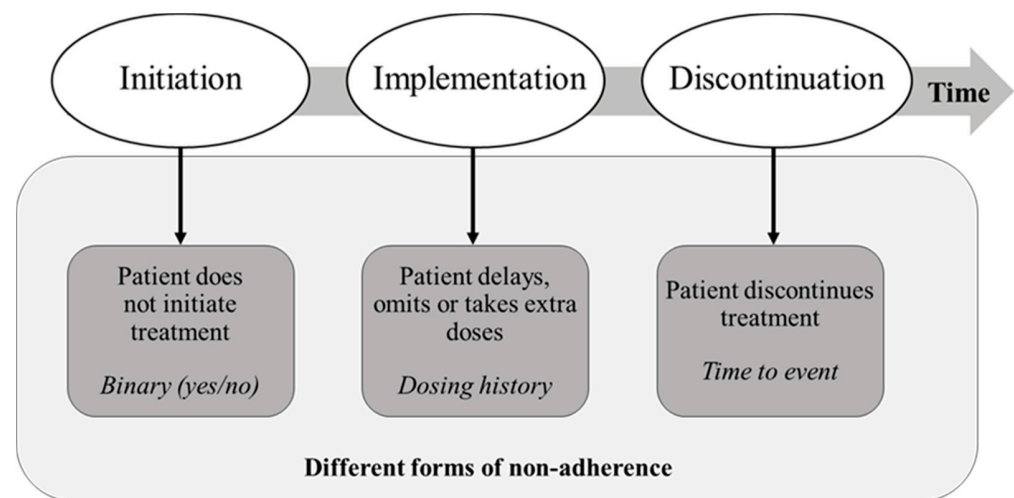 Initiation
Implementation
Discontinuation
Time
Patient does
not initiate
treatment
Binary (yes/no)
Patient delays,
omits or takes extra
doses
Dosing history
Patient discontinues
treatment
Time to event
Different forms of non-adherence